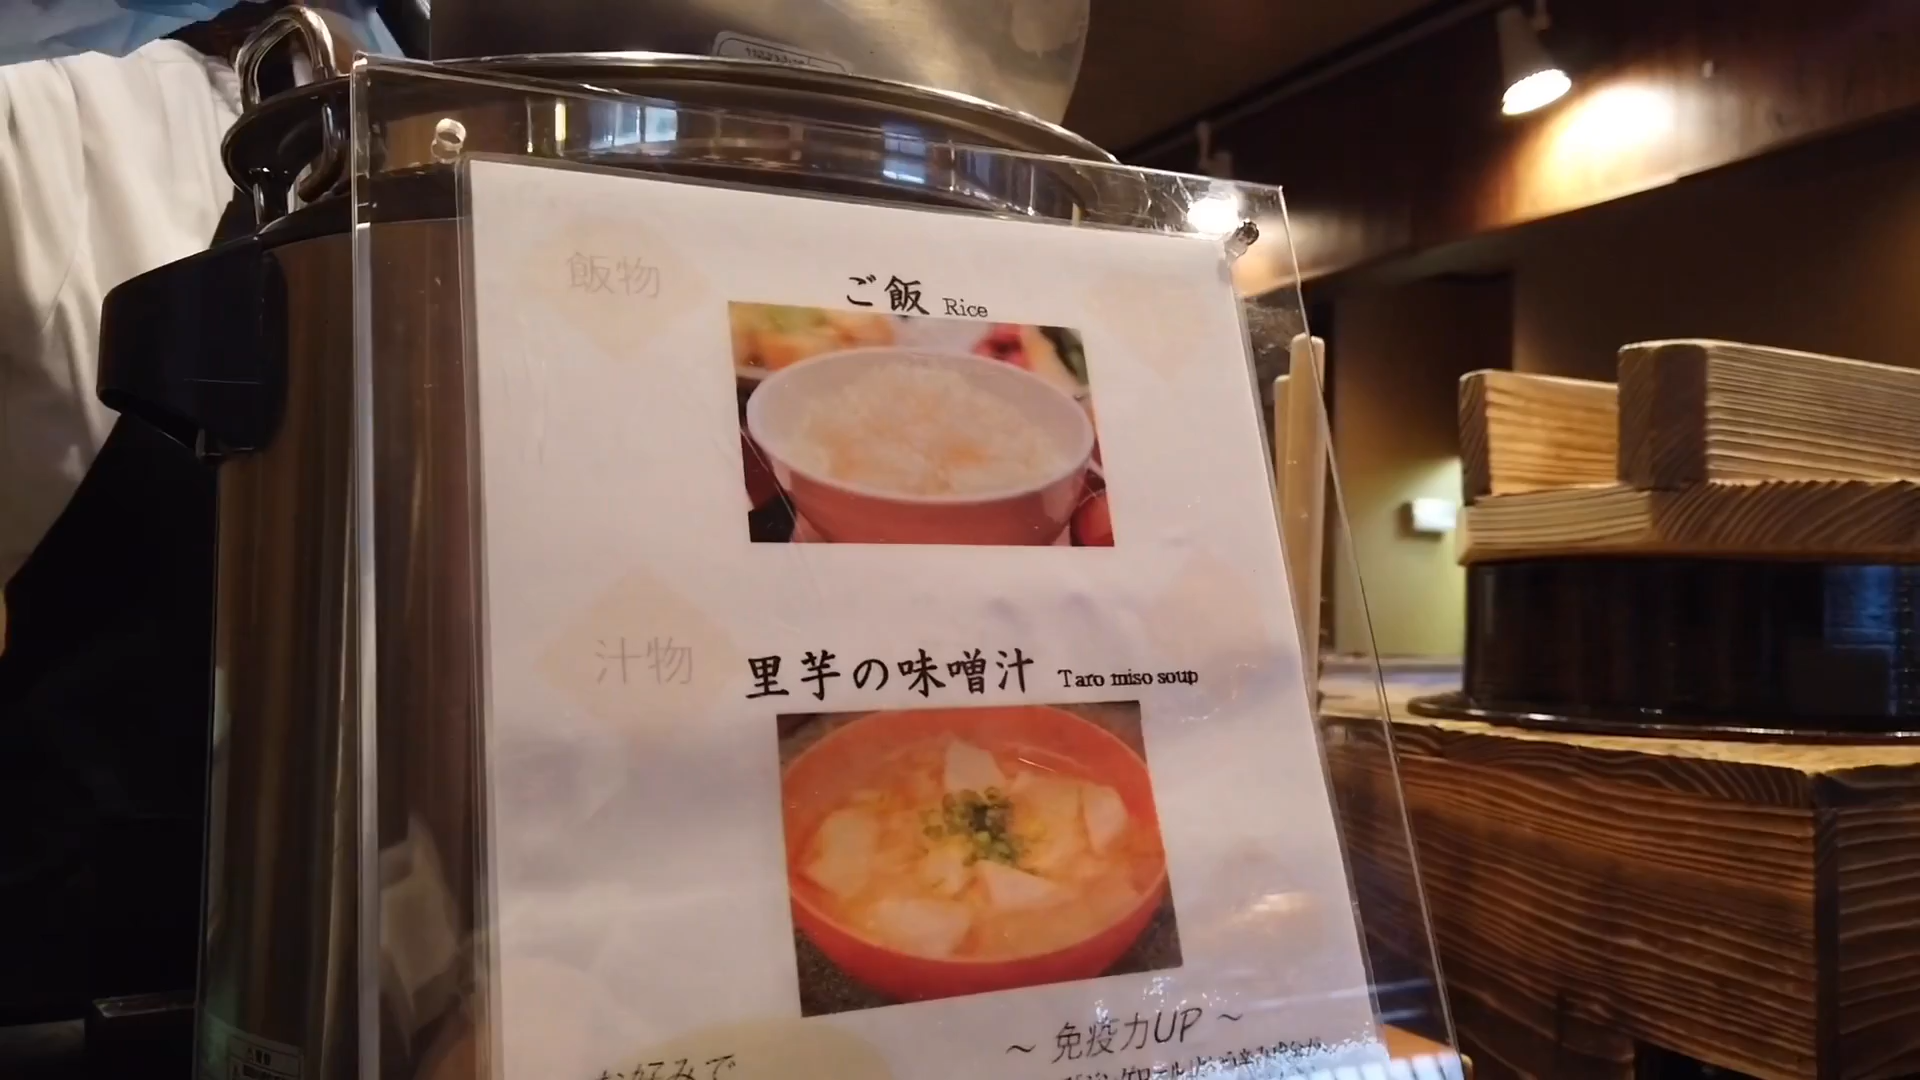 飯物
ご飯 Rice
汁物
里芋の味噌汁 Taro miso soup
～ 免疫力UP ～
お好みで